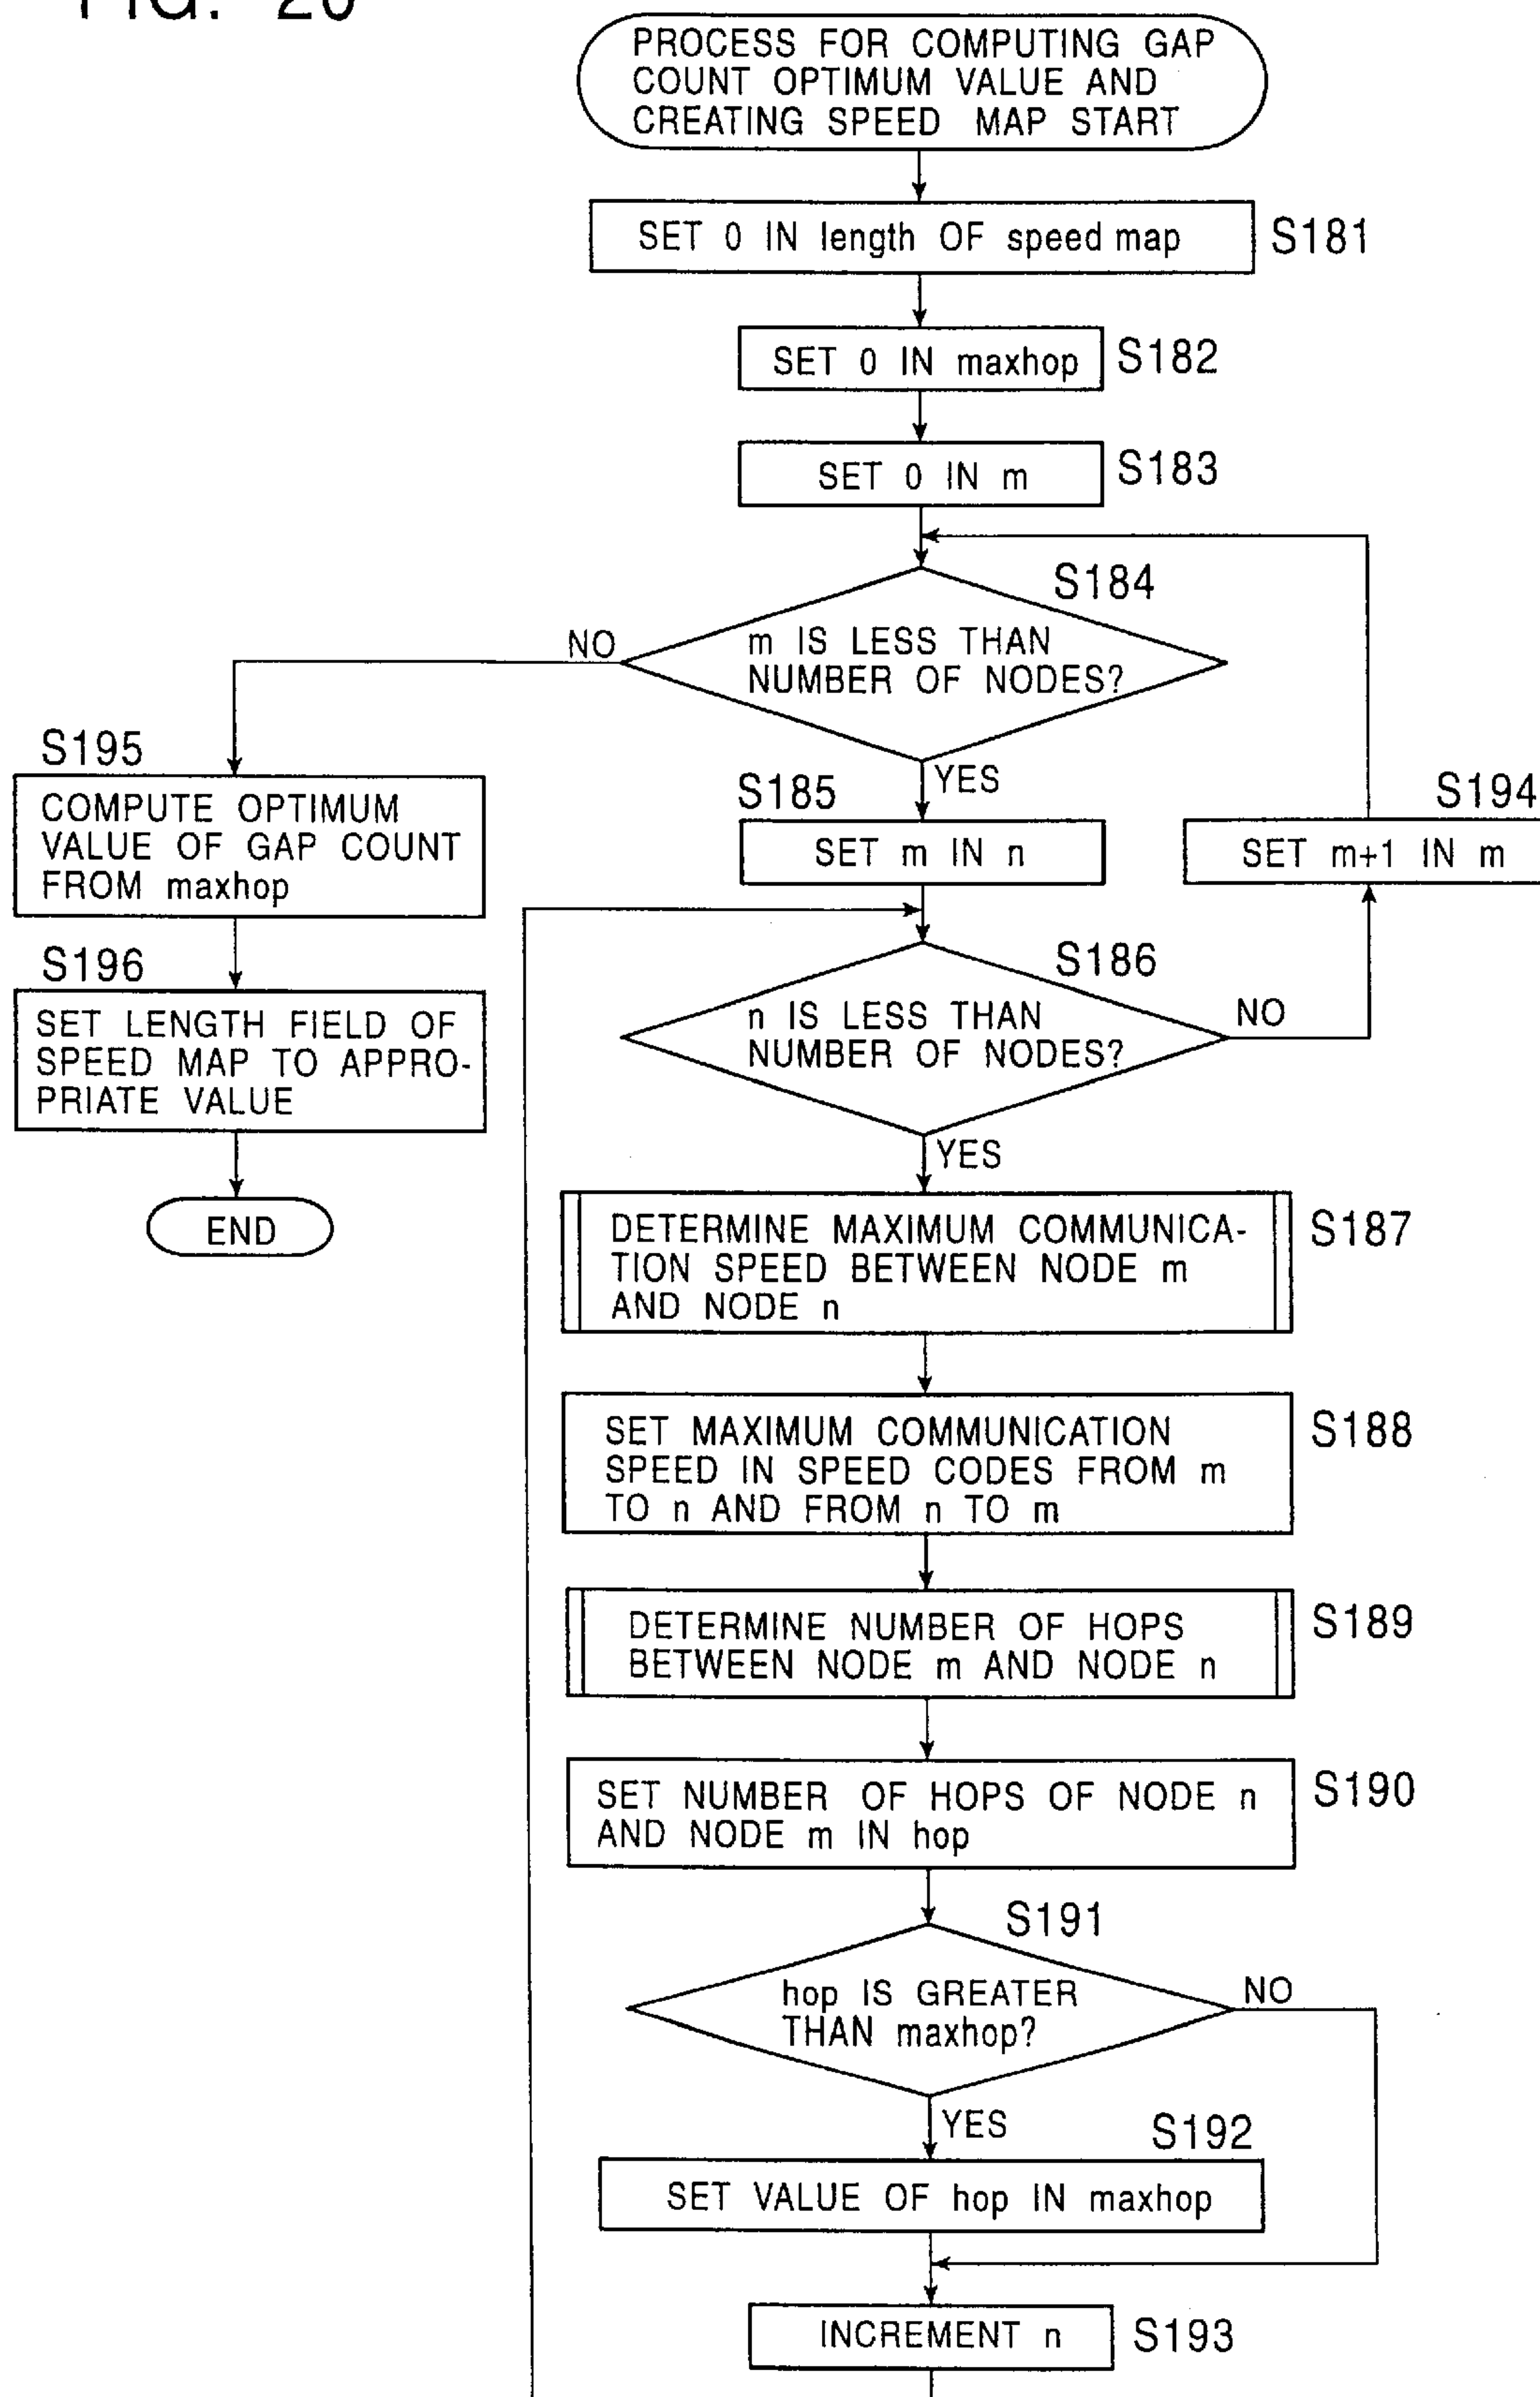 FIG. 20
PROCESS FOR COMPUTING GAP
COUNT OPTIMUM VALUE AND
CREATING SPEED MAP START
SET 0 IN length OF speed map
S181
SET 0 IN maxhop
S182
SET 0 IN m
S183
S184
m IS LESS THAN
NUMBER OF NODES?
NO
YES
S195
COMPUTE OPTIMUM
VALUE OF GAP COUNT
FROM maxhop
S185
SET m IN n
S194
SET m+1 IN m
S196
SET LENGTH FIELD OF
SPEED MAP TO APPRO-
PRIATE VALUE
END
S186
n IS LESS THAN
NUMBER OF NODES?
NO
YES
DETERMINE MAXIMUM COMMUNICA-
TION SPEED BETWEEN NODE m
AND NODE n
S187
SET MAXIMUM COMMUNICATION
SPEED IN SPEED CODES FROM m
TO n AND FROM n TO m
S188
DETERMINE NUMBER OF HOPS
BETWEEN NODE m AND NODE n
S189
SET NUMBER OF HOPS OF NODE n
AND NODE m IN hop
S190
S191
hop IS GREATER
THAN maxhop?
NO
YES
S192
SET VALUE OF hop IN maxhop
INCREMENT n
S193